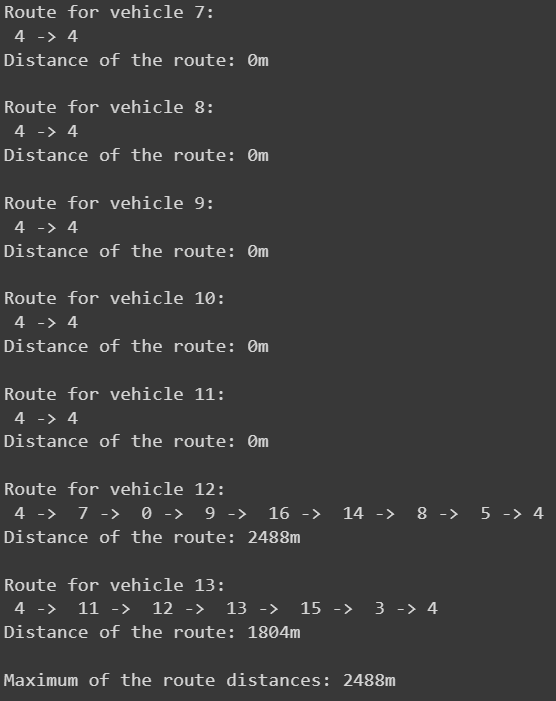 Route for vehicle 7:
4 -> 4
Distance of the route: 0m
Route for vehicle 8:
4 -> 4
Distance of the route: 0m
Route for vehicle 9:
4 -> 4
Distance of the route: 0m
Route for vehicle 10:
4 -> 4
Distance of the route: 0m
Route for vehicle 11:
4 -> 4
Distance of the route: 0m
Route for vehicle 12:
4 ->  7 ->  0 ->  9 ->  16 ->  14 ->  8 ->  5 -> 4
Distance of the route: 2488m
Route for vehicle 13:
4 ->  11 ->  12 ->  13 ->  15 ->  3 -> 4
Distance of the route: 1804m
Maximum of the route distances: 2488m